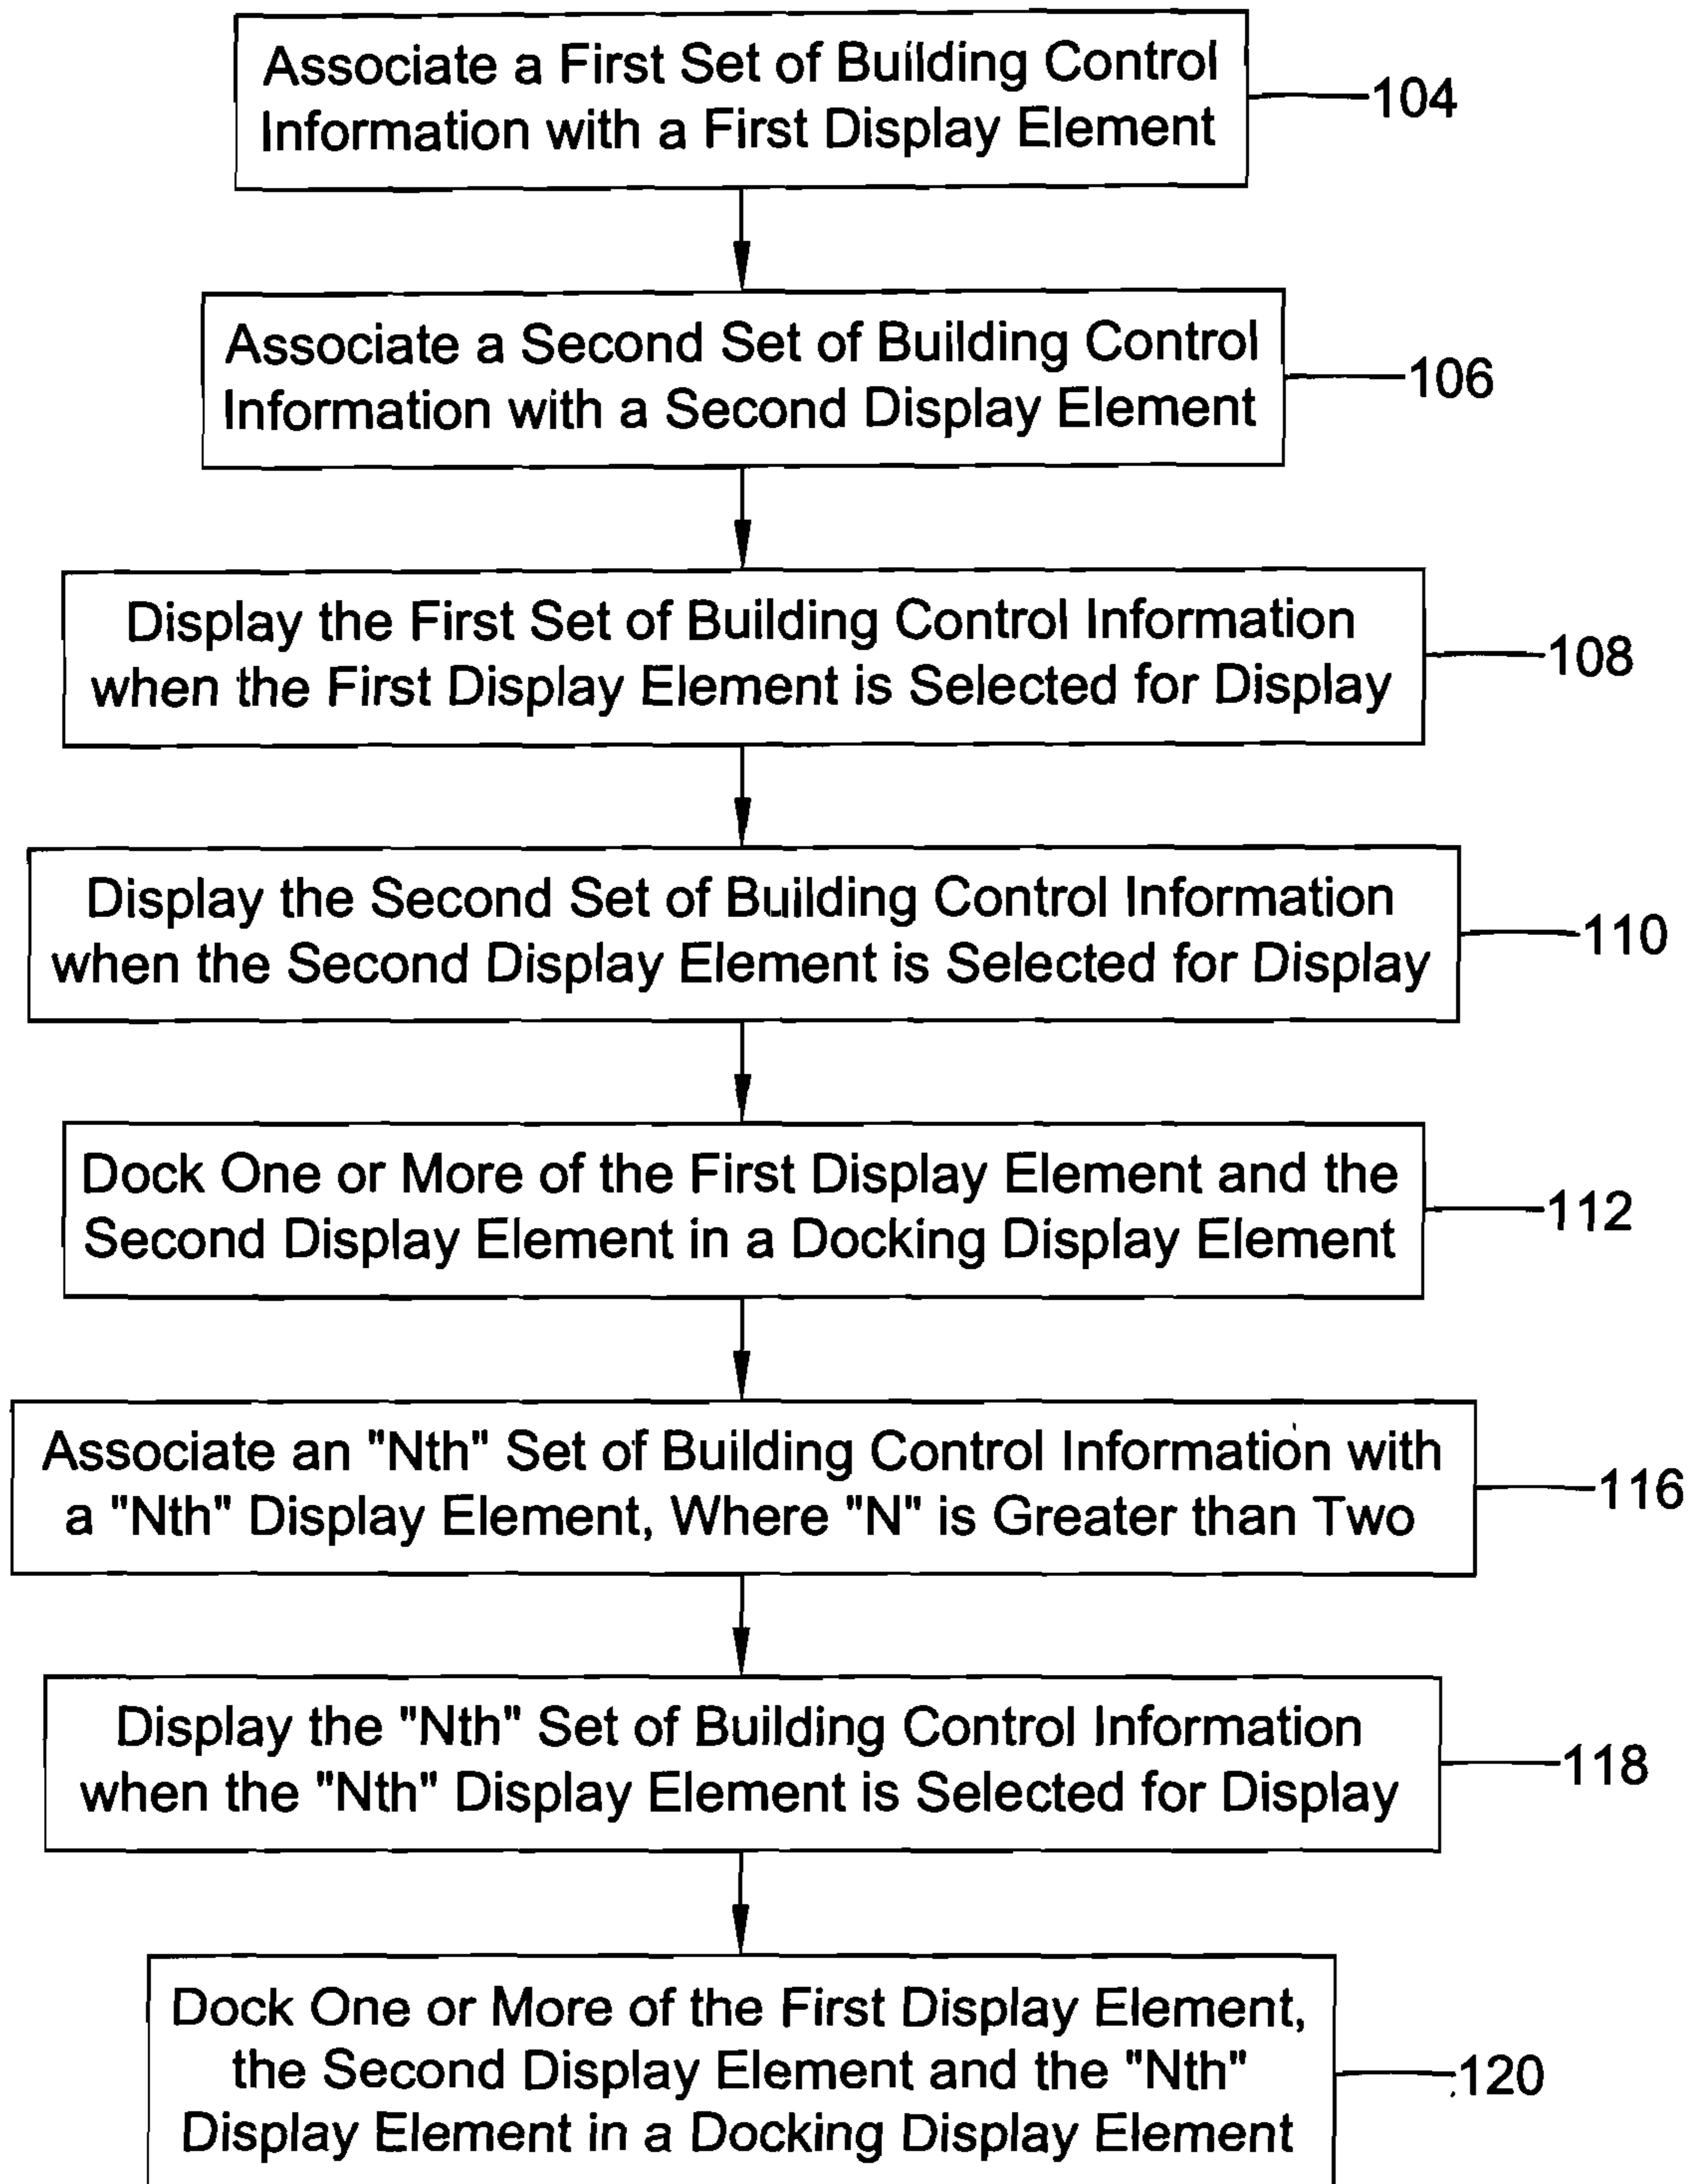 Associate a First Set of Building Control
Information with a First Display Element
104
Associate a Second Set of Building Control
Information with a Second Display Element
106
Display the First Set of Building Control Information
when the First Display Element is Selected for Display
108
Display the Second Set of Building Control Information
when the Second Display Element is Selected for Display
110
Dock One or More of the First Display Element and the
Second Display Element in a Docking Display Element
112
Associate an "Nth" Set of Building Control Information with
a "Nth" Display Element, Where "N" is Greater than Two
116
Display the "Nth" Set of Building Control Information
when the "Nth" Display Element is Selected for Display
118
Dock One or More of the First Display Element,
the Second Display Element and the "Nth"
Display Element in a Docking Display Element
120